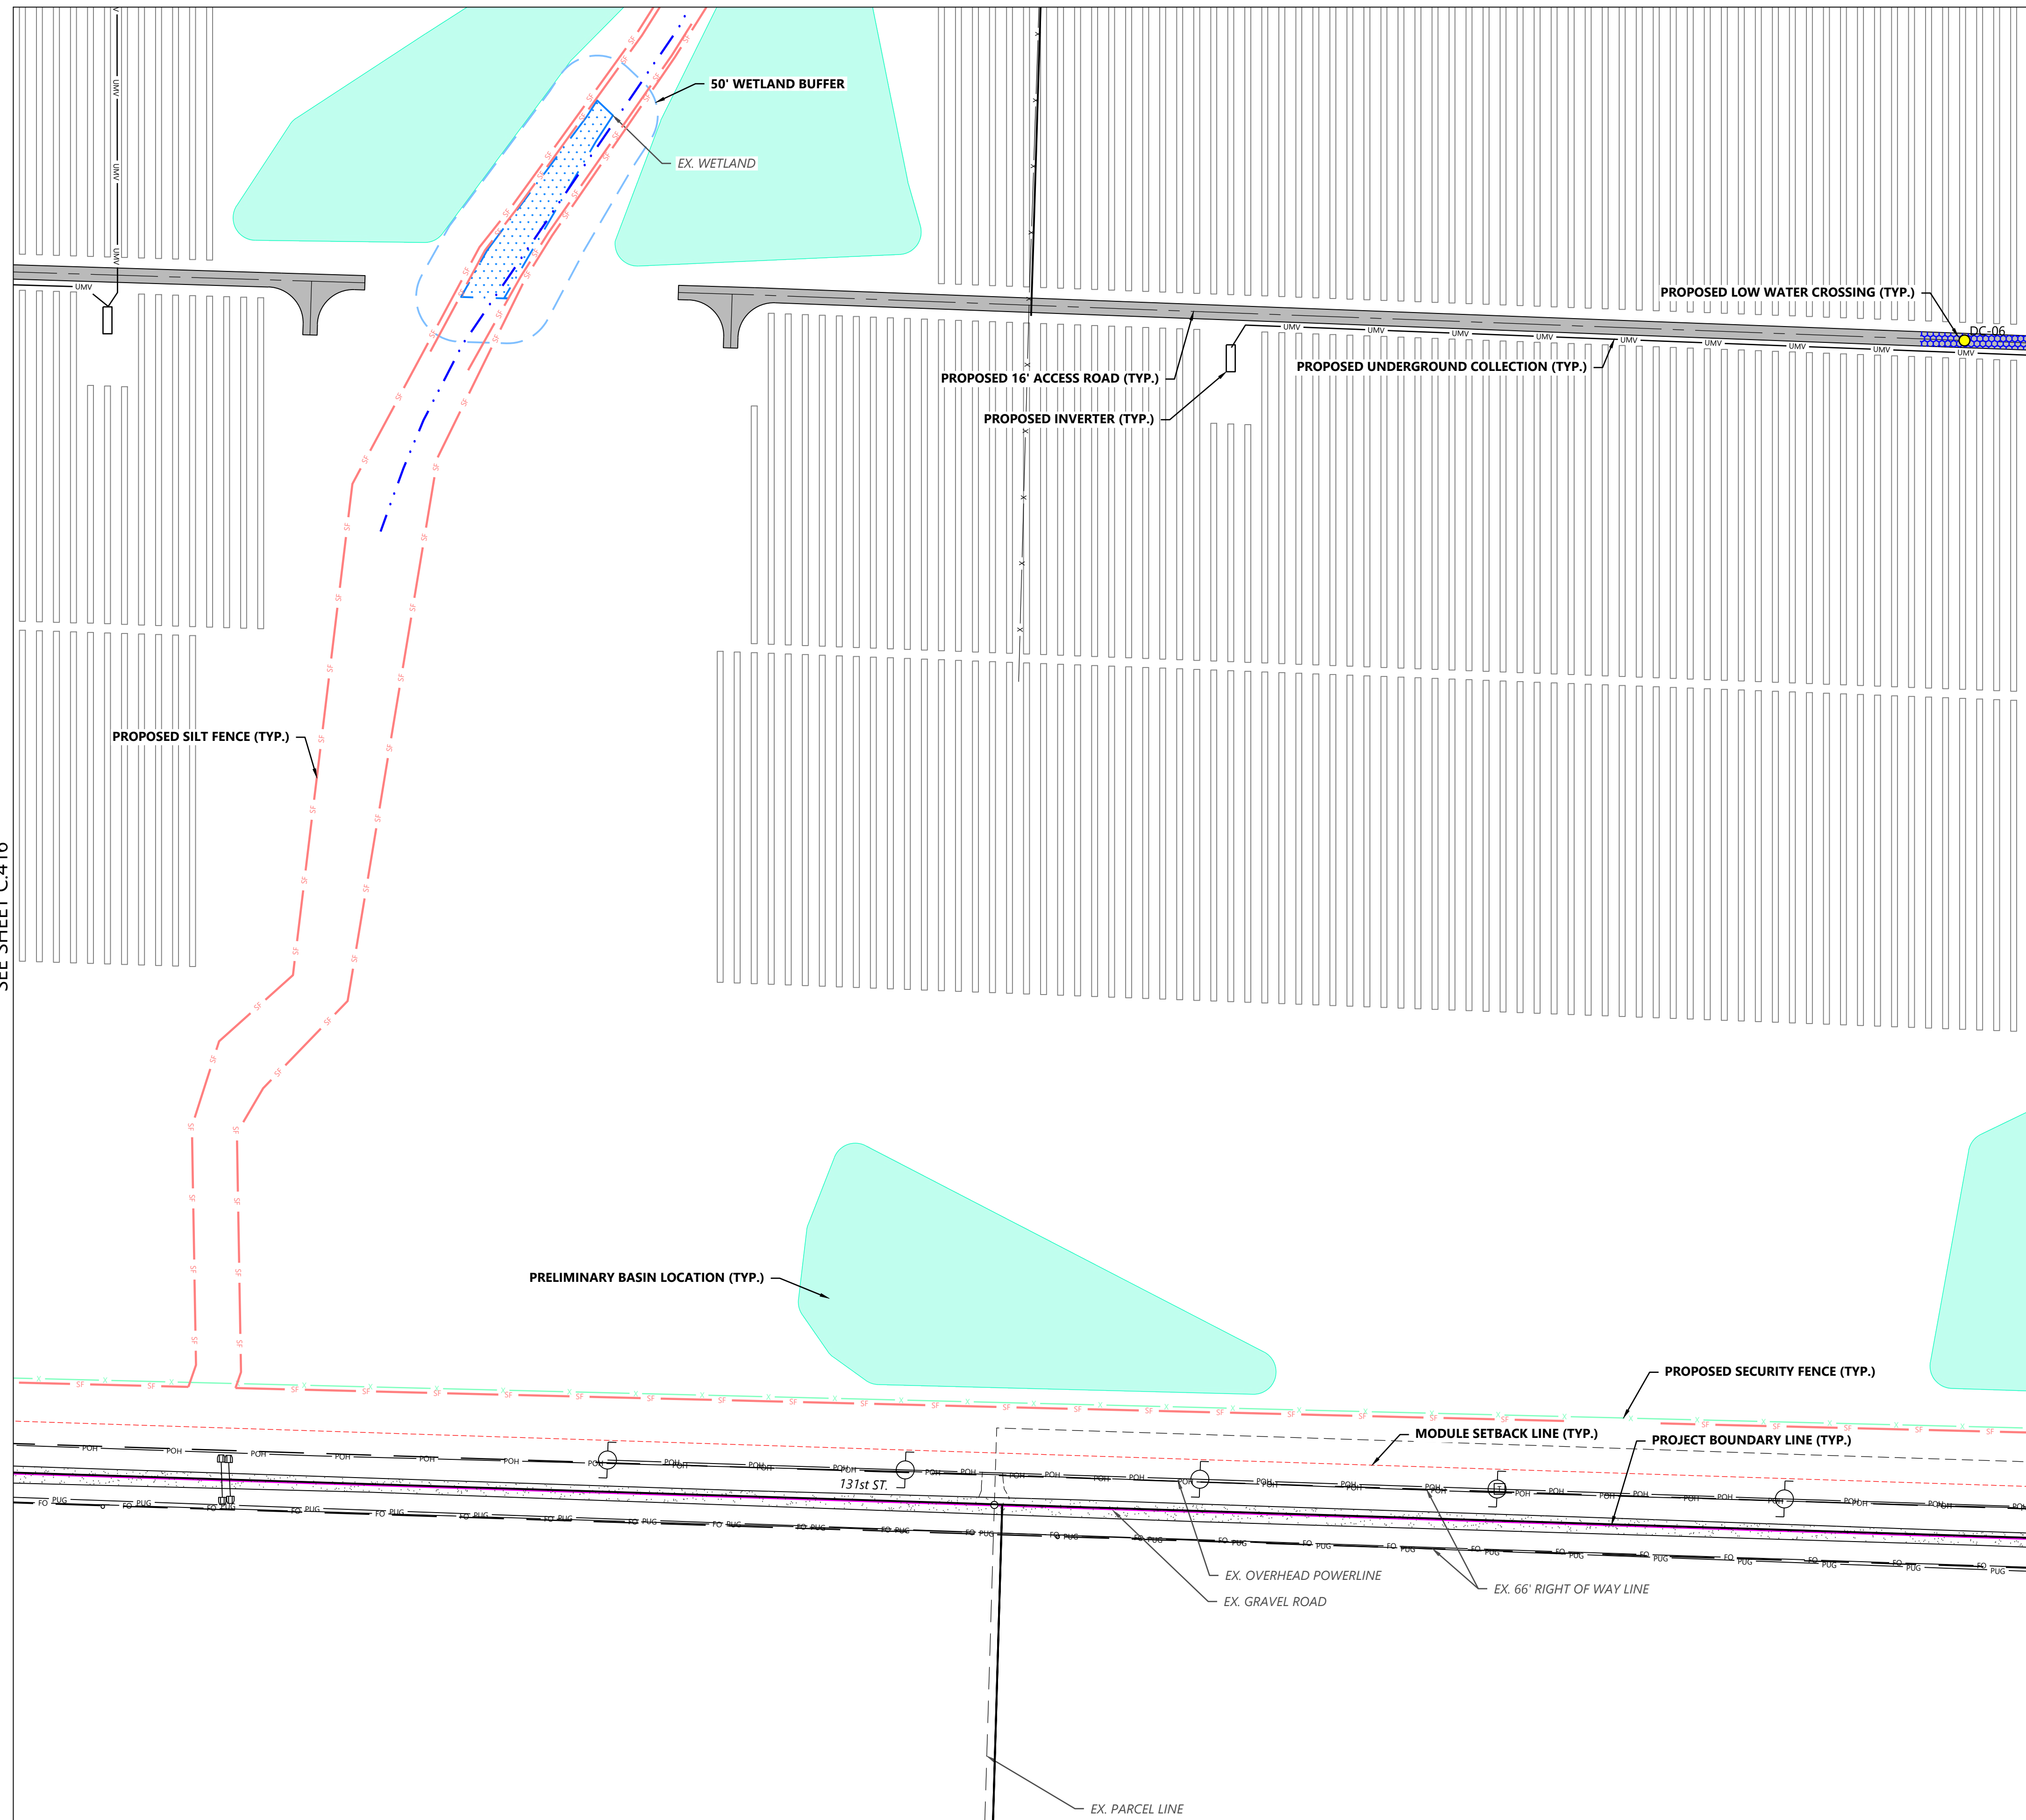 50' WETLAND BUFFER
EX. WETLAND
PROPOSED LOW WATER CROSSING (TYP.)
DC-06
PROPOSED 16' ACCESS ROAD (TYP.)
PROPOSED UNDERGROUND COLLECTION (TYP.)
PROPOSED INVERTER (TYP.)
UMV
PROPOSED SILT FENCE (TYP.)
SF
SEE SHEET C.416
PRELIMINARY BASIN LOCATION (TYP.)
PROPOSED SECURITY FENCE (TYP.)
X
MODULE SETBACK LINE (TYP.)
PROJECT BOUNDARY LINE (TYP.)
POH
131st ST.
FO
PUG
EX. OVERHEAD POWERLINE
EX. 66' RIGHT OF WAY LINE
EX. GRAVEL ROAD
EX. PARCEL LINE